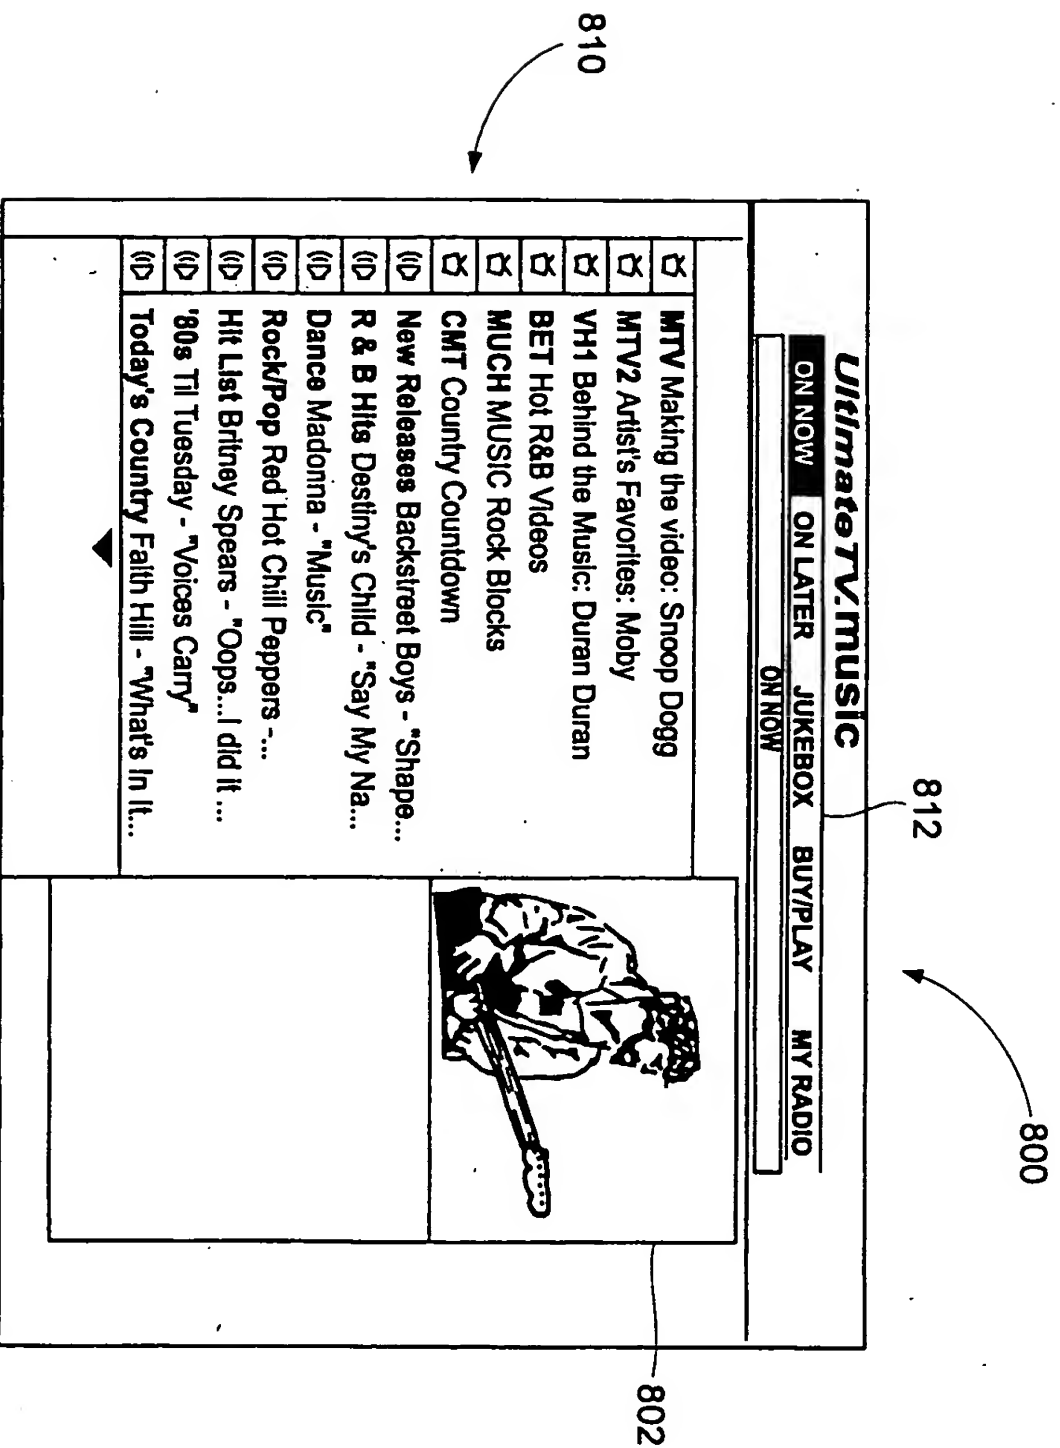 800
UltimateTV.music
812
ON NOW ON LATER JUKEBOX BUY/PLAY MY RADIO
ON NOW
802
810
MTV Making the video: Snoop Dogg
MTV2 Artist's Favorites: Moby
VH1 Behind the Music: Duran Duran
BET Hot R&B Videos
MUCH MUSIC Rock Blocks
CMT Country Countdown
New Releases Backstreet Boys - "Shape...
R & B Hits Destiny's Child - "Say My Na...
Dance Madonna - "Music"
Rock/Pop Red Hot Chili Peppers -...
Hit List Britney Spears - "Oops...I did it ...
'80s Til Tuesday - "Voices Carry"
Today's Country Faith Hill - "What's In It...